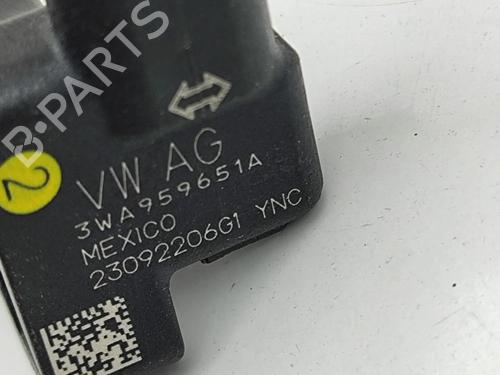 B-PARTS
2
VW AG
3WA959651A
MEXICO
23092206G1 YNC